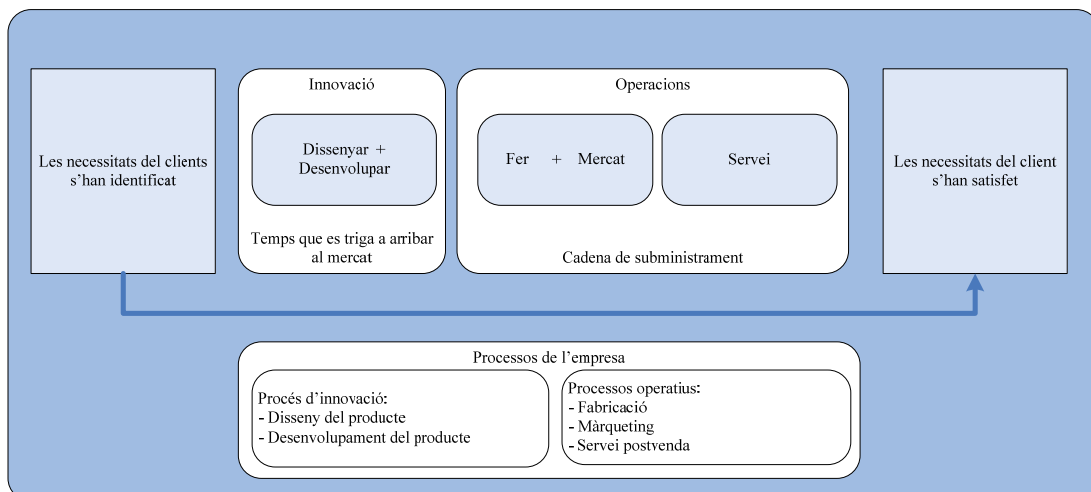 Les necessitats del clients
s'han identificat
Innovació
Dissenyar +
Desenvolupar
Temps que es triga a arribar
al mercat
Operacions
Fer + Mercat
Servei
Cadena de subministrament
Les necessitats del client
s'han satisfet
Processos de l'empresa
Procés d'innovació:
- Disseny del producte
- Desenvolupament del producte
Processos operatius:
- Fabricació
- Màrqueting
- Servei postvenda